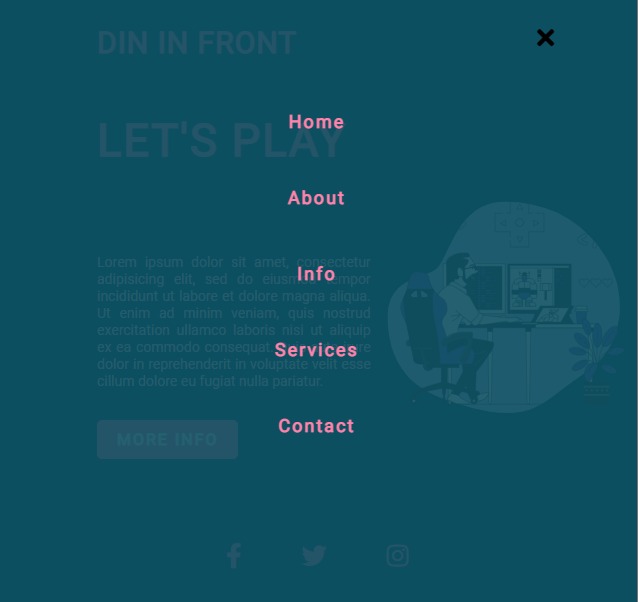 DIN IN FRONT
Home
LET'S PLAY
About
Lorem ipsum dolor sit amet, consectetur
adipisicing elit, sed do eiusmod tempor
Info
incididunt ut labore et dolore magna aliqua.
Ut enim ad minim veniam, quis nostrud
exercitation ullamco laboris nisi ut aliquip
ex ea commodo consequat
Services
dolor in reprehenderit in voluptate velit esse
cillum dolore eu fugiat nulla pariatur.
Contact
MORE INFO